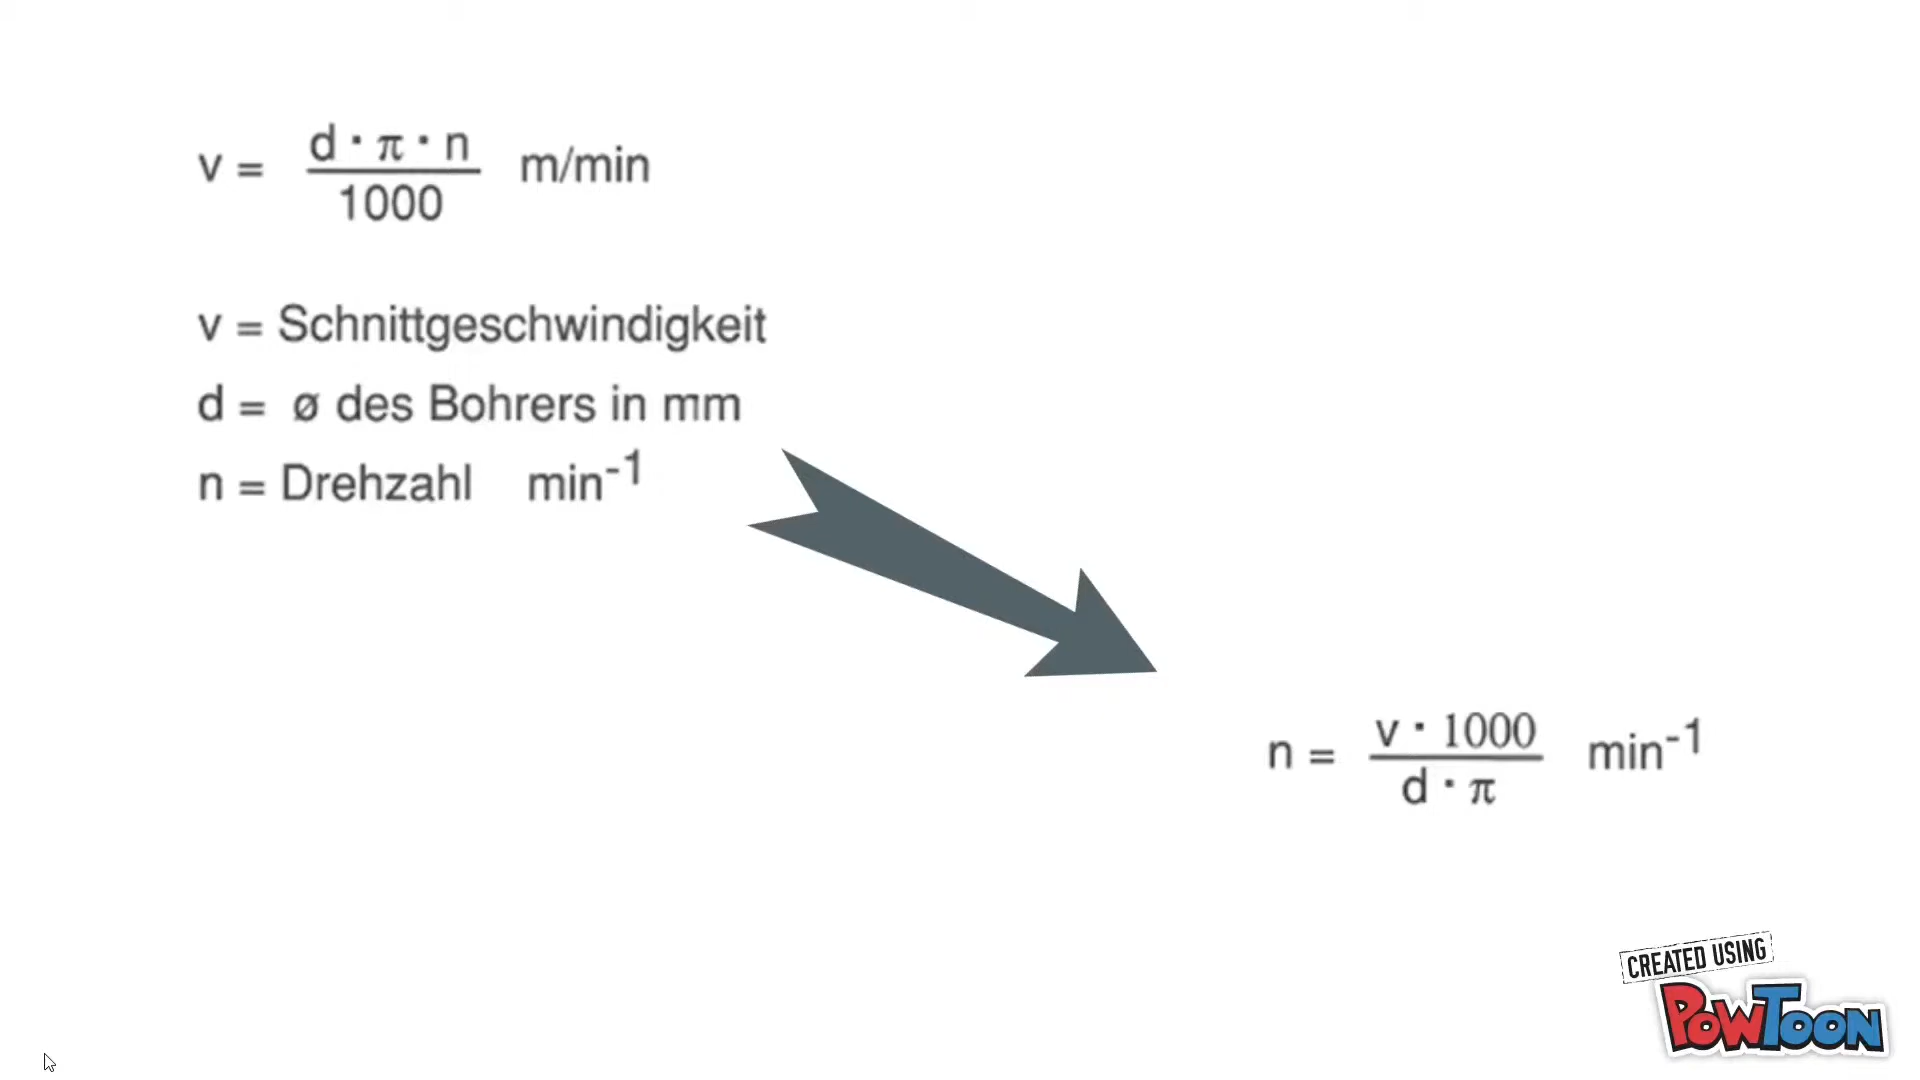 v = d · π · n / 1000 m/min
v = Schnittgeschwindigkeit
d = ø des Bohrers in mm
n = Drehzahl min⁻¹
n = v · 1000 / d · π min⁻¹
CREATED USING
POWTOON